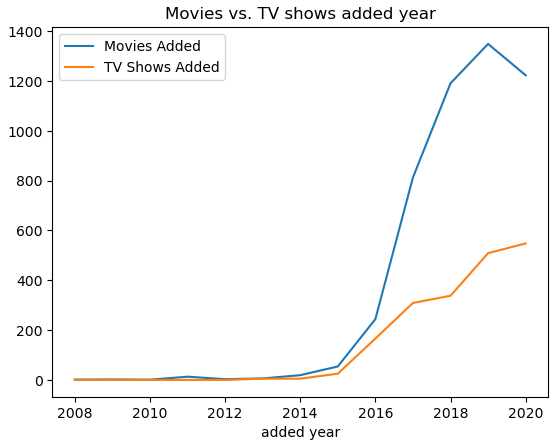 Movies vs. TV shows added year
1400
Movies Added
TV Shows Added
1200
1000
800
600
400
200
0
2008 2010 2012 2014 2016 2018 2020
added year